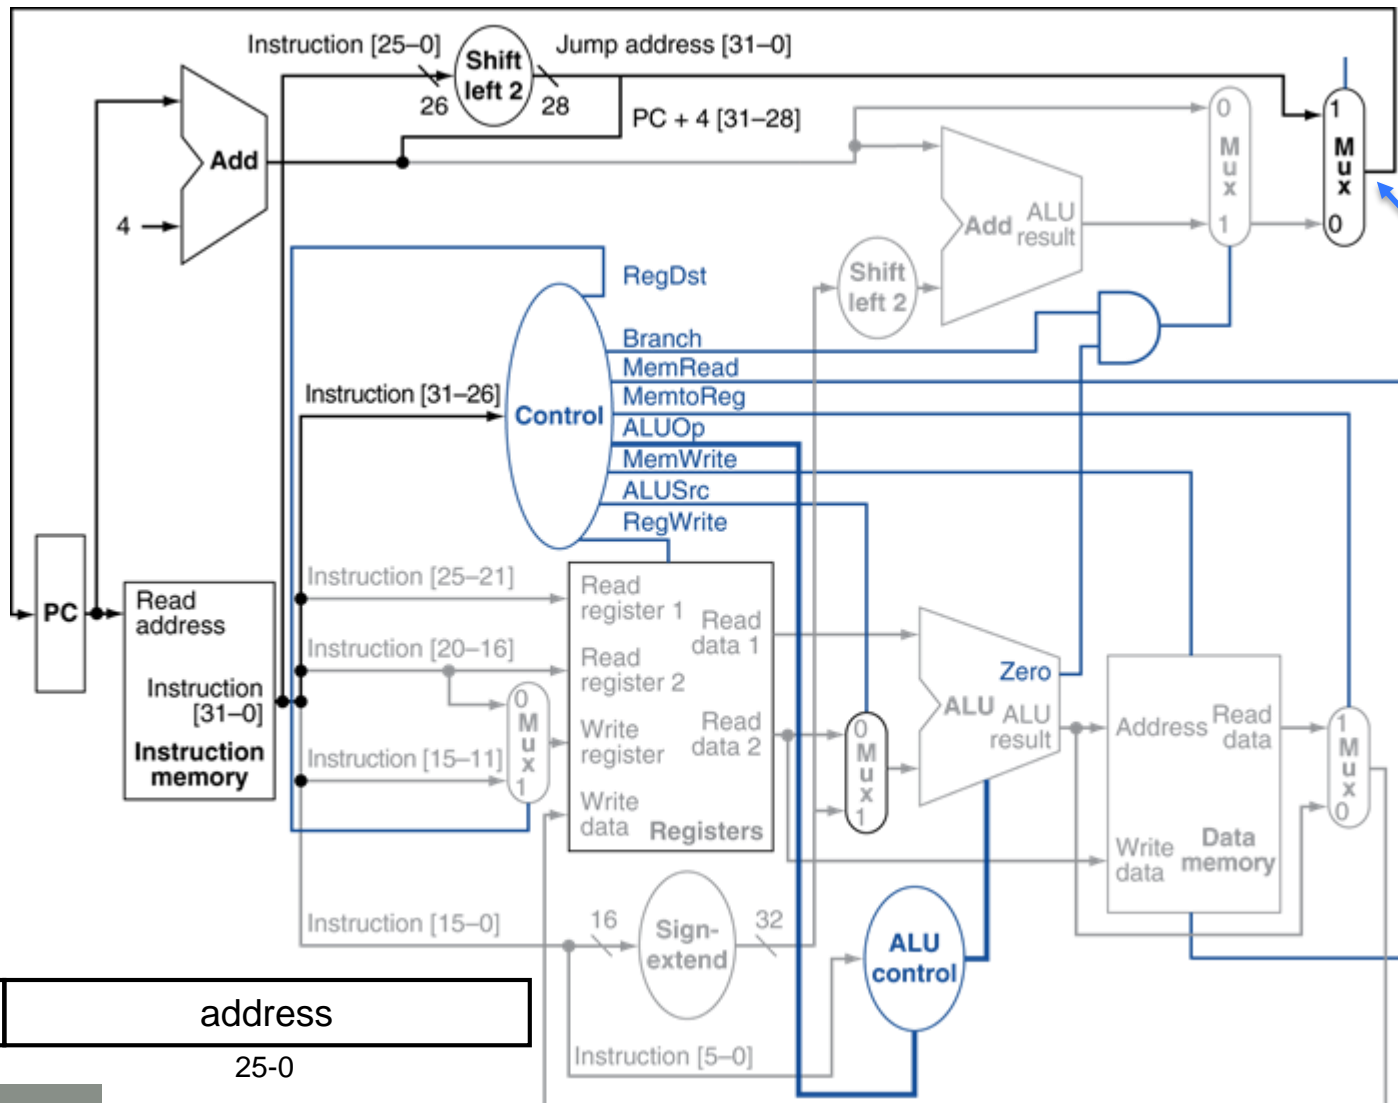 Instruction [25–0]
Shift
left 2
Jump address [31–0]
26
28
PC + 4 [31–28]
Add
4
0
M
u
x
1
1
M
u
x
0
Add
ALU
result
Shift
left 2
RegDst
Branch
MemRead
MemtoReg
ALUOp
MemWrite
ALUSrc
RegWrite
Instruction [31–26]
Control
PC
Read
address
Instruction
[31–0]
Instruction
memory
Instruction [25–21]
Instruction [20–16]
Instruction [15–11]
0
M
u
x
1
Read
register 1
Read
register 2
Write
register
Write
data
Read
data 1
Read
data 2
Registers
0
M
u
x
1
Zero
ALU
ALU
result
Address
Read
data
Write
data
Data
memory
1
M
u
x
0
Instruction [15–0]
16
Sign-
extend
32
ALU
control
Instruction [5–0]
address
25-0